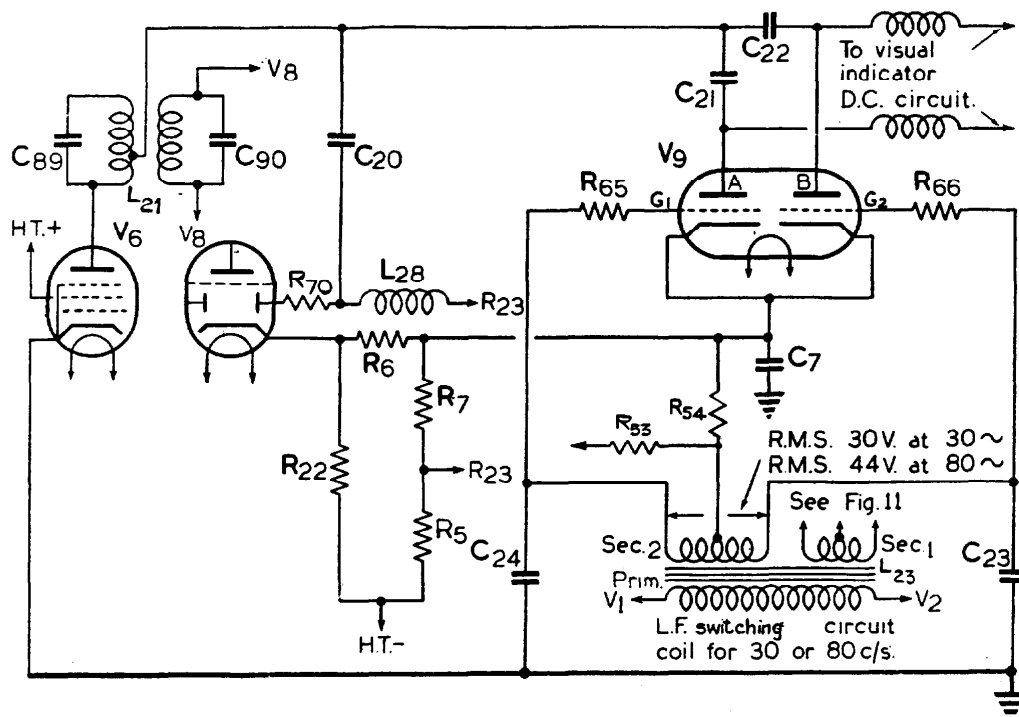 C22
To visual
indicator
D.C. circuit.
C21
V8
C89
C90
C20
L21
V9
A
B
R65
G1
G2
R66
H.T.+
V6
V8
R70
L28
R23
R6
C7
R7
R54
R53
R.M.S. 30V. at 30~
R.M.S. 44V. at 80~
R22
R23
See Fig. 11
R5
Sec. 2
Sec. 1
C24
C23
L23
Prim.
V1
V2
L.F. switching circuit
coil for 30 or 80 c/s.
H.T.-